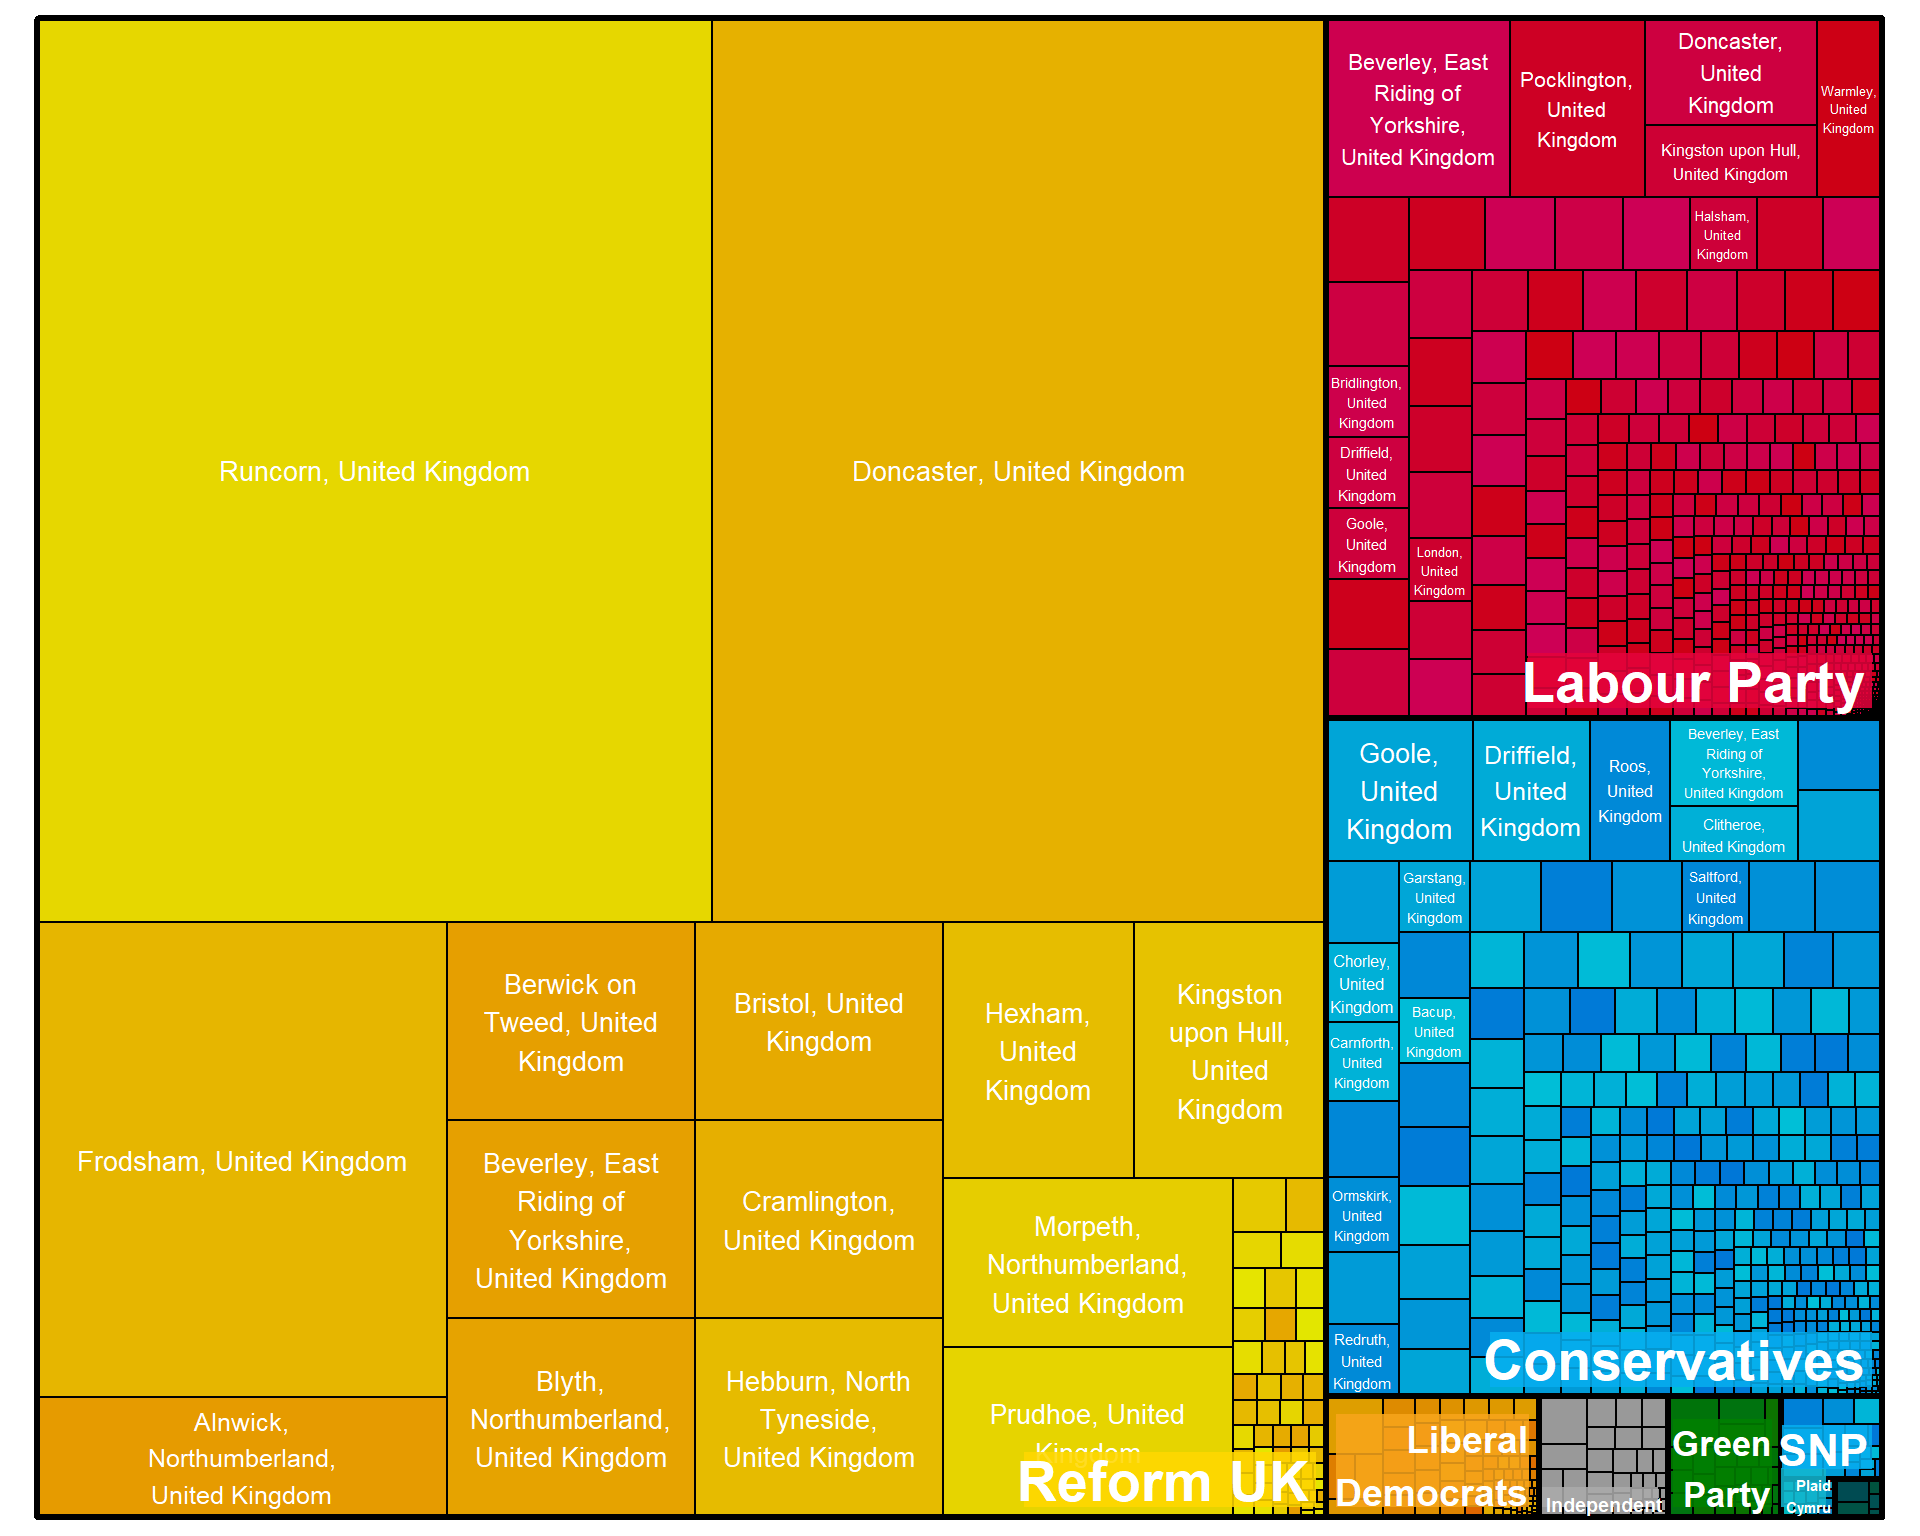 Runcorn, United Kingdom
Doncaster, United Kingdom
Frodsham, United Kingdom
Alnwick,
Northumberland,
United Kingdom
Berwick on
Tweed, United
Kingdom
Beverley, East
Riding of
Yorkshire,
United Kingdom
Blyth,
Northumberland,
United Kingdom
Bristol, United
Kingdom
Cramlington,
United Kingdom
Hebburn, North
Tyneside,
United Kingdom
Hexham,
United
Kingdom
Kingston
upon Hull,
United
Kingdom
Morpeth,
Northumberland,
United Kingdom
Prudhoe, United
Kingdom
Reform UK
Beverley, East
Riding of
Yorkshire,
United Kingdom
Pocklington,
United
Kingdom
Doncaster,
United
Kingdom
Kingston upon Hull,
United Kingdom
Warmley,
United
Kingdom
Halsham,
United
Kingdom
Bridlington,
United
Kingdom
Driffield,
United
Kingdom
Goole,
United
Kingdom
London,
United
Kingdom
Labour Party
Goole,
United
Kingdom
Driffield,
United
Kingdom
Roos,
United
Kingdom
Beverley, East
Riding of
Yorkshire,
United Kingdom
Clitheroe,
United Kingdom
Garstang,
United
Kingdom
Saltford,
United
Kingdom
Chorley,
United
Kingdom
Bacup,
United
Kingdom
Carnforth,
United
Kingdom
Ormskirk,
United
Kingdom
Redruth,
United
Kingdom
Conservatives
Liberal
Democrats
Independent
Green
Party
SNP
Plaid
Cymru